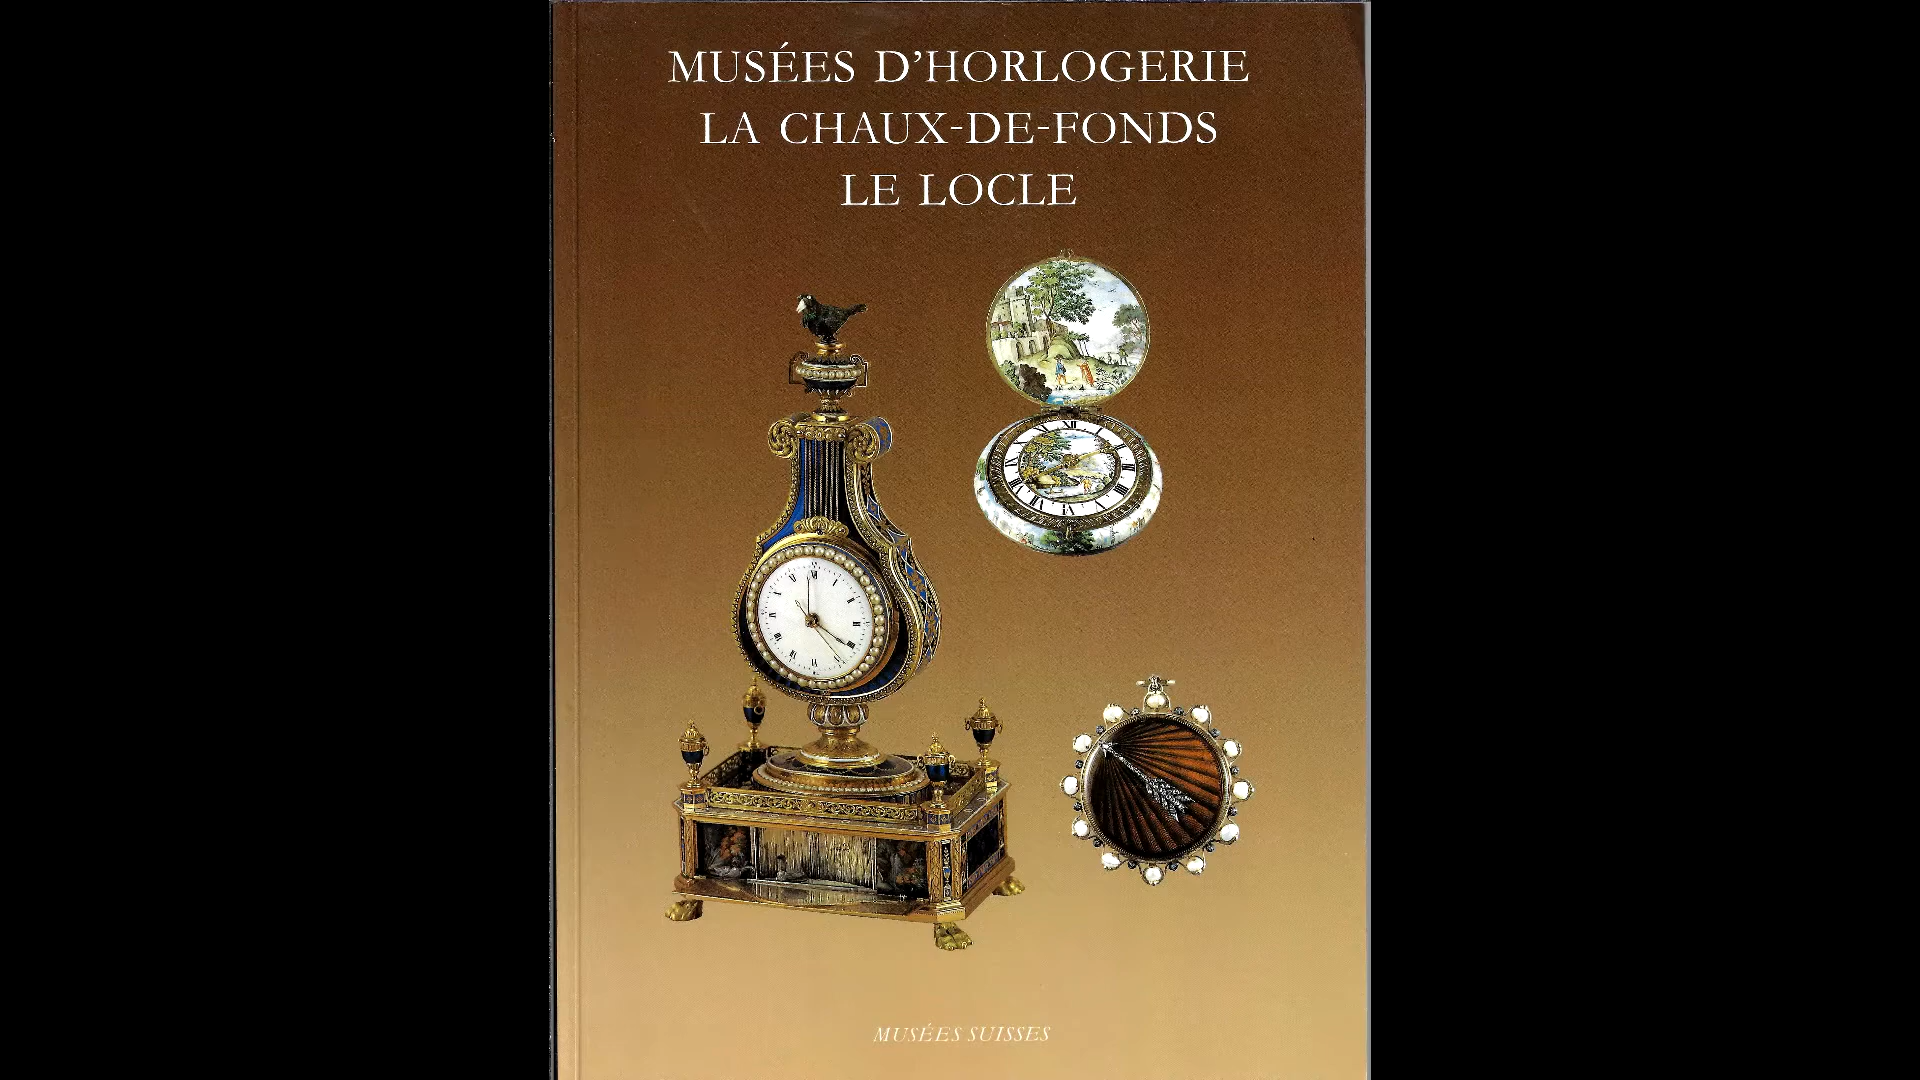 MUSÉES D'HORLOGERIE
LA CHAUX-DE-FONDS
LE LOCLE
MUSÉES SUISSES